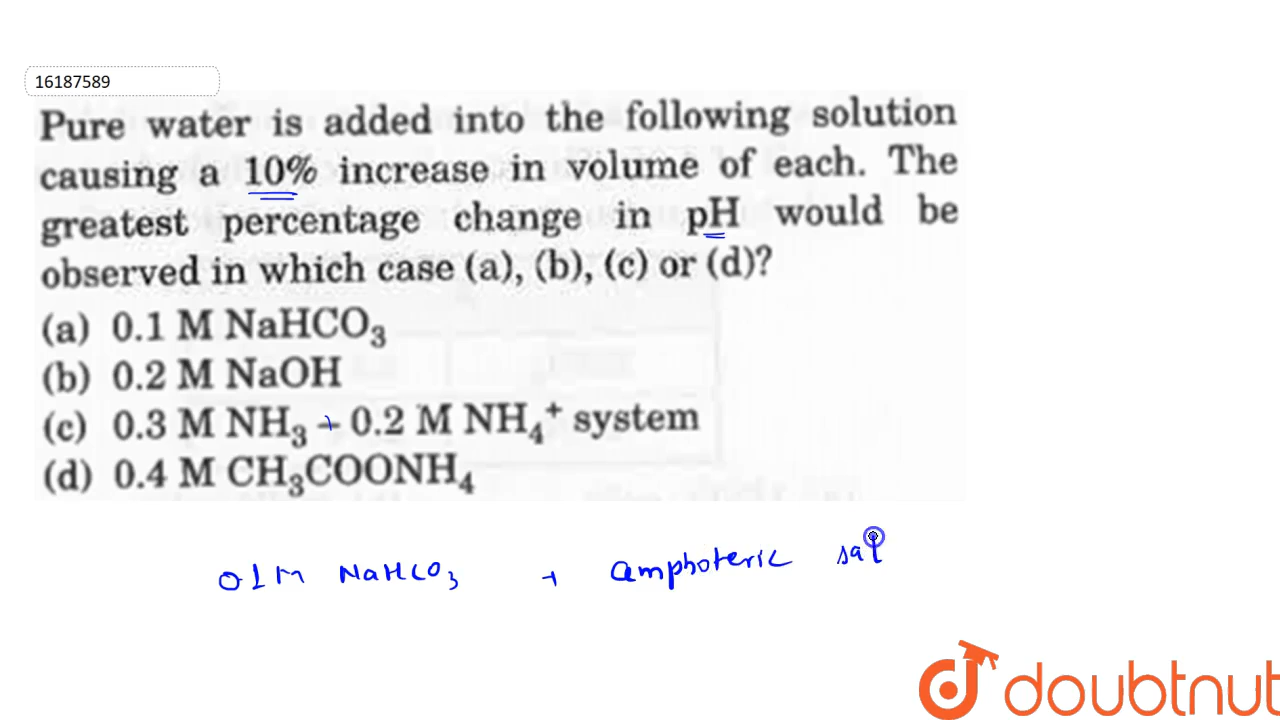 16187589
Pure water is added into the following solution
causing a 10% increase in volume of each. The
greatest percentage change in pH would be
observed in which case (a), (b), (c) or (d)?
(a) 0.1 M NaHCO₃
(b) 0.2 M NaOH
(c) 0.3 M NH₃ + 0.2 M NH₄⁺ system
(d) 0.4 M CH₃COONH₄
0.1 M NaHCO₃ → amphoteric sal
doubtnut